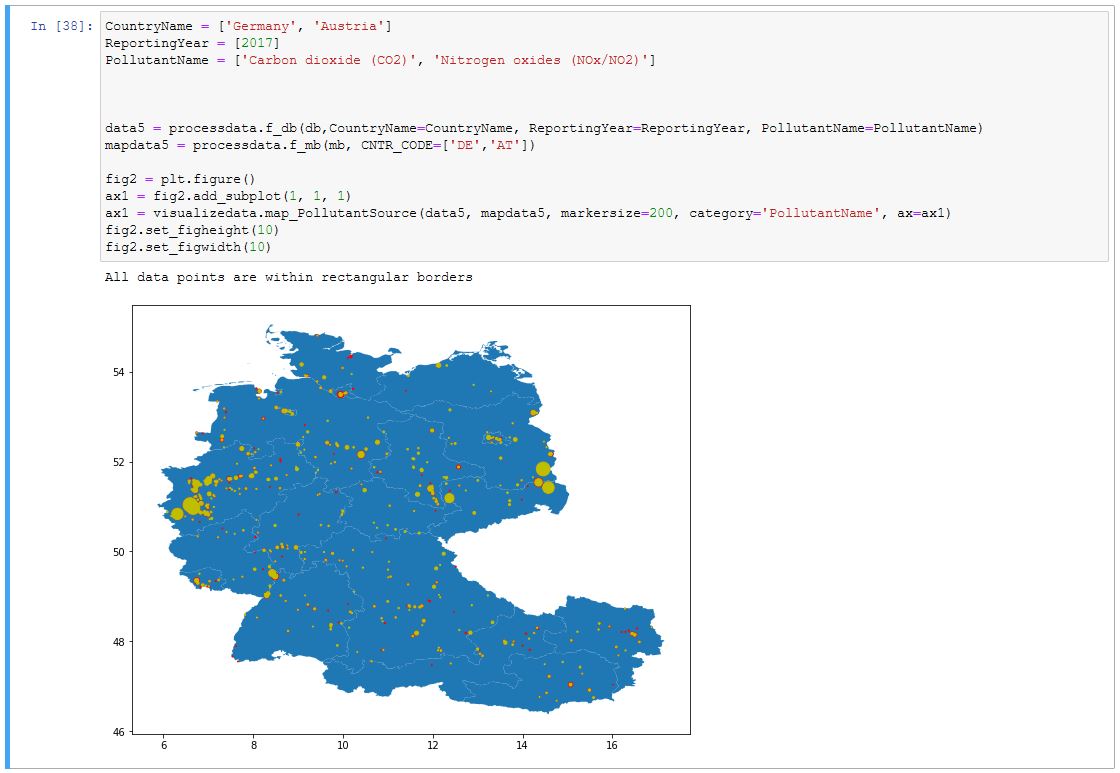 In [38]: CountryName = ['Germany', 'Austria']
ReportingYear = [2017]
PollutantName = ['Carbon dioxide (CO2)', 'Nitrogen oxides (NOx/NO2)']
data5 = processdata.f_db(db,CountryName=CountryName, ReportingYear=ReportingYear, PollutantName=PollutantName)
mapdata5 = processdata.f_mb(mb, CNTR_CODE=['DE','AT'])
fig2 = plt.figure()
ax1 = fig2.add_subplot(1, 1, 1)
ax1 = visualizedata.map_PollutantSource(data5, mapdata5, markersize=200, category='PollutantName', ax=ax1)
fig2.set_figheight(10)
fig2.set_figwidth(10)
All data points are within rectangular borders
54
52
50
48
46
6 8 10 12 14 16